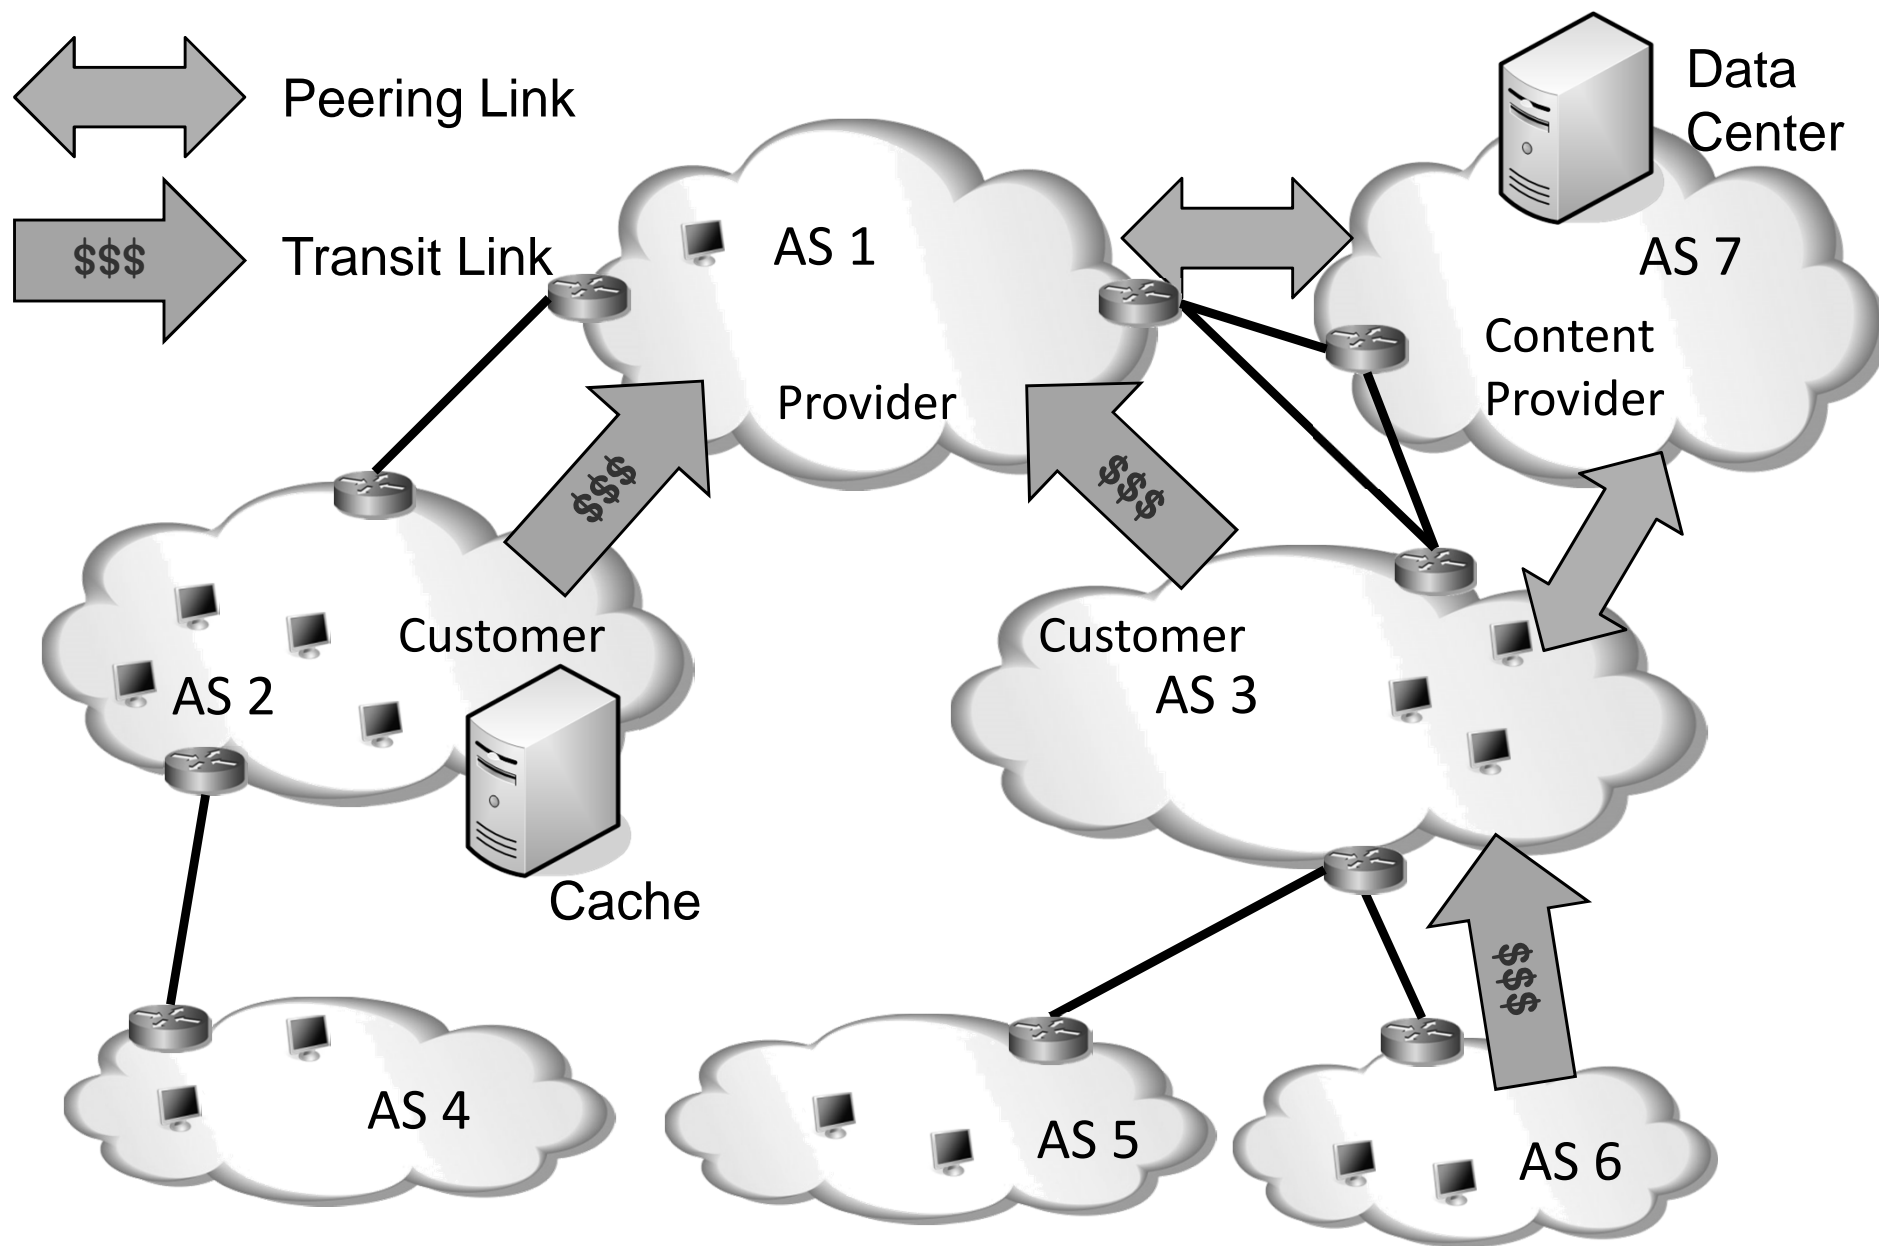 Peering Link
$$$
Transit Link
Data
Center
AS 1
AS 7
Provider
Content
Provider
$$$
$$$
Customer
AS 2
Customer
AS 3
Cache
$$$
AS 4
AS 5
AS 6